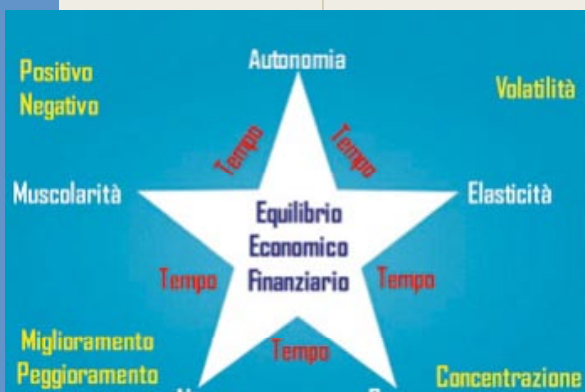 Autonomia
Positivo
Negativo
Volatilità
Tempo
Tempo
Muscolarità
Elasticità
Equilibrio
Economico
Finanziario
Tempo
Tempo
Tempo
Miglioramento
Peggioramento
Concentrazione